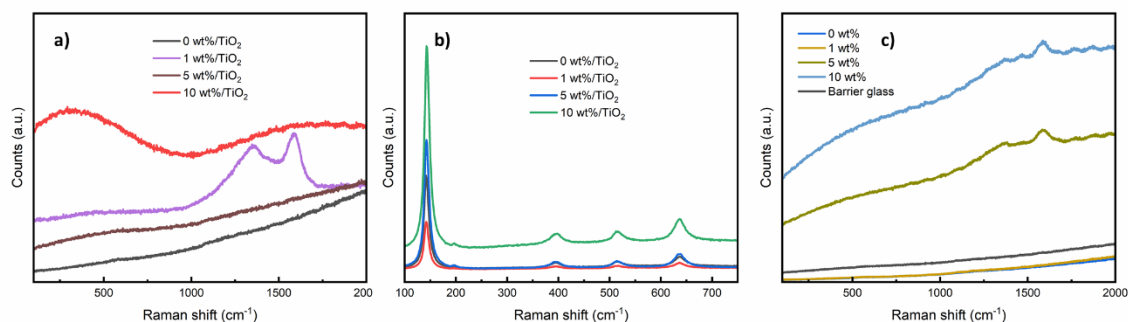 a)
0 wt%/TiO₂
1 wt%/TiO₂
5 wt%/TiO₂
10 wt%/TiO₂
Counts (a.u.)
500 1000 1500 200
Raman shift (cm⁻¹)
b)
0 wt%/TiO₂
1 wt%/TiO₂
5 wt%/TiO₂
10 wt%/TiO₂
Counts (a.u.)
100 200 300 400 500 600 700
Raman shift (cm⁻¹)
c)
0 wt%
1 wt%
5 wt%
10 wt%
Barrier glass
Counts (a.u.)
500 1000 1500 2000
Raman shift (cm⁻¹)